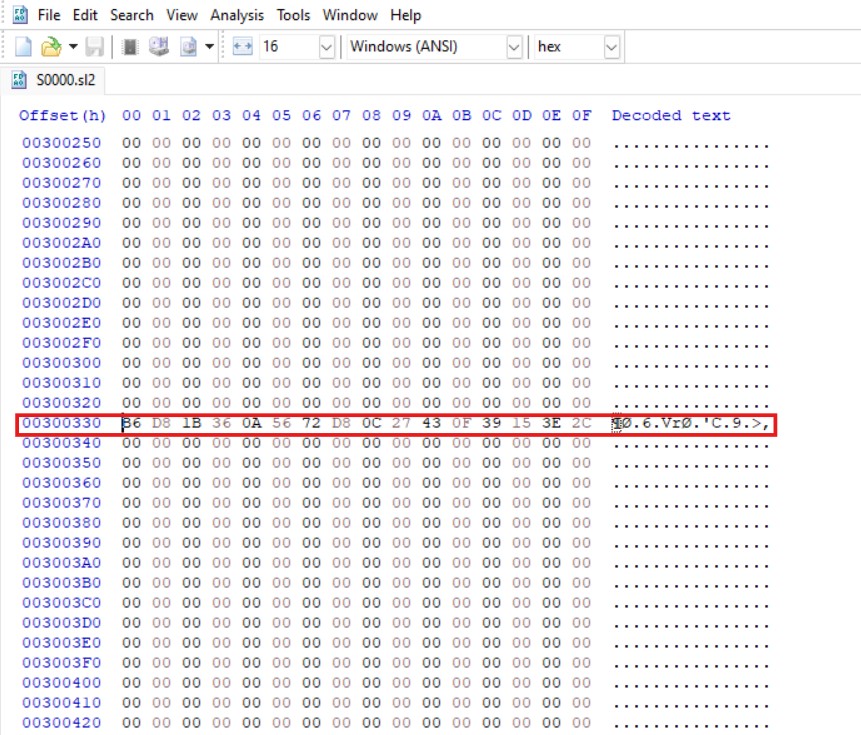 File Edit Search View Analysis Tools Window Help
16 Windows (ANSI) hex
S0000.sl2
Offset(h) 00 01 02 03 04 05 06 07 08 09 0A 0B 0C 0D 0E 0F Decoded text
00300250 00 00 00 00 00 00 00 00 00 00 00 00 00 00 00 00 ................
00300260 00 00 00 00 00 00 00 00 00 00 00 00 00 00 00 00 ................
00300270 00 00 00 00 00 00 00 00 00 00 00 00 00 00 00 00 ................
00300280 00 00 00 00 00 00 00 00 00 00 00 00 00 00 00 00 ................
00300290 00 00 00 00 00 00 00 00 00 00 00 00 00 00 00 00 ................
003002A0 00 00 00 00 00 00 00 00 00 00 00 00 00 00 00 00 ................
003002B0 00 00 00 00 00 00 00 00 00 00 00 00 00 00 00 00 ................
003002C0 00 00 00 00 00 00 00 00 00 00 00 00 00 00 00 00 ................
003002D0 00 00 00 00 00 00 00 00 00 00 00 00 00 00 00 00 ................
003002E0 00 00 00 00 00 00 00 00 00 00 00 00 00 00 00 00 ................
003002F0 00 00 00 00 00 00 00 00 00 00 00 00 00 00 00 00 ................
00300300 00 00 00 00 00 00 00 00 00 00 00 00 00 00 00 00 ................
00300310 00 00 00 00 00 00 00 00 00 00 00 00 00 00 00 00 ................
00300320 00 00 00 00 00 00 00 00 00 00 00 00 00 00 00 00 ................
00300330 B6 D8 1B 36 0A 56 72 D8 0C 27 43 0F 39 15 3E 2C ¶Ø.6.VrØ.'C.9.>,
00300340 00 00 00 00 00 00 00 00 00 00 00 00 00 00 00 00 ................
00300350 00 00 00 00 00 00 00 00 00 00 00 00 00 00 00 00 ................
00300360 00 00 00 00 00 00 00 00 00 00 00 00 00 00 00 00 ................
00300370 00 00 00 00 00 00 00 00 00 00 00 00 00 00 00 00 ................
00300380 00 00 00 00 00 00 00 00 00 00 00 00 00 00 00 00 ................
00300390 00 00 00 00 00 00 00 00 00 00 00 00 00 00 00 00 ................
003003A0 00 00 00 00 00 00 00 00 00 00 00 00 00 00 00 00 ................
003003B0 00 00 00 00 00 00 00 00 00 00 00 00 00 00 00 00 ................
003003C0 00 00 00 00 00 00 00 00 00 00 00 00 00 00 00 00 ................
003003D0 00 00 00 00 00 00 00 00 00 00 00 00 00 00 00 00 ................
003003E0 00 00 00 00 00 00 00 00 00 00 00 00 00 00 00 00 ................
003003F0 00 00 00 00 00 00 00 00 00 00 00 00 00 00 00 00 ................
00300400 00 00 00 00 00 00 00 00 00 00 00 00 00 00 00 00 ................
00300410 00 00 00 00 00 00 00 00 00 00 00 00 00 00 00 00 ................
00300420 00 00 00 00 00 00 00 00 00 00 00 00 00 00 00 00 ................